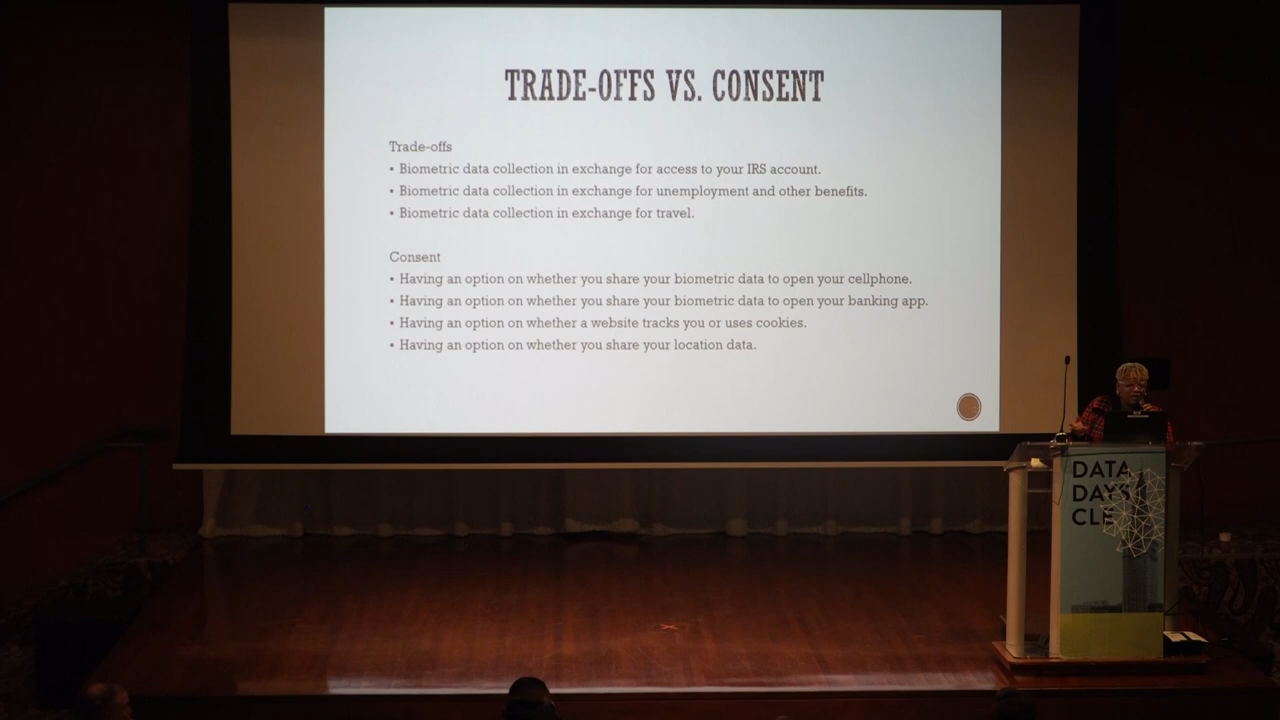 TRADE-OFFS VS. CONSENT
Trade-offs
▪ Biometric data collection in exchange for access to your IRS account.
▪ Biometric data collection in exchange for unemployment and other benefits.
▪ Biometric data collection in exchange for travel.
Consent
▪ Having an option on whether you share your biometric data to open your cellphone.
▪ Having an option on whether you share your biometric data to open your banking app.
▪ Having an option on whether a website tracks you or uses cookies.
▪ Having an option on whether you share your location data.
DATA
DAYS
CLE